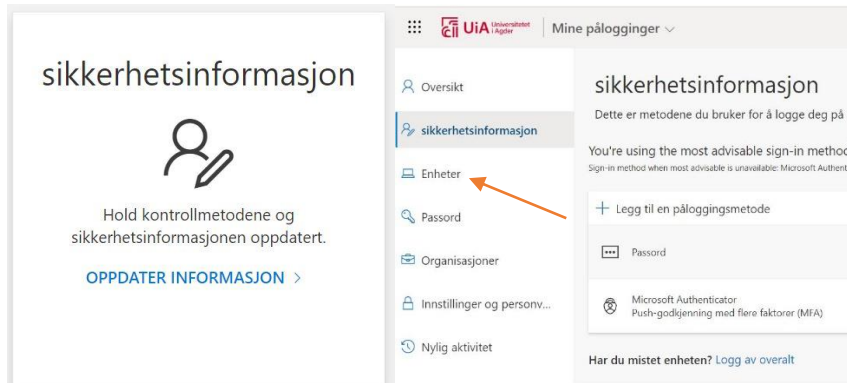 sikkerhetsinformasjon
Hold kontrollmetodene og
sikkerhetsinformasjonen oppdatert.
OPPDATER INFORMASJON >
UiA Universitetet
i Agder
Mine pålogginger
Oversikt
sikkerhetsinformasjon
Enheter
Passord
Organisasjoner
Innstillinger og personv...
Nylig aktivitet
sikkerhetsinformasjon
Dette er metodene du bruker for å logge deg på
You're using the most advisable sign-in method
Sign-in method when most advisable is unavailable: Microsoft Authent
+ Legg til en påloggingsmetode
Passord
Microsoft Authenticator
Push-godkjenning med flere faktorer (MFA)
Har du mistet enheten? Logg av overalt